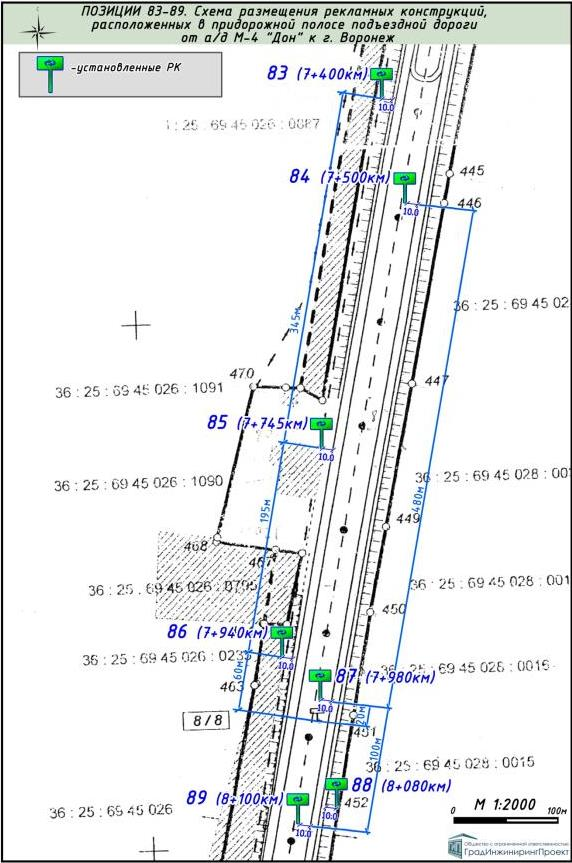 ПОЗИЦИИ 83-89. Схема размещения рекламных конструкций,
расположенных в придорожной полосе подъездной дороги
от а/д М-4 "Дон" к г. Воронеж
-установленные РК
83 (7+400км)
10.0
: 25 : 69 45 026 : 0887
84 (7+500км)
10.0
445
446
36 : 25 : 69 45 02
345м
470
447
36 : 25 : 69 45 026 : 1091
85 (7+745км)
10.0
36 : 25 : 69 45 026 : 1090
36 : 25 : 69 45 028 : 00
480м
195м
449
468
36 : 25 : 69 45 026 : 0795
36 : 25 : 69 45 028 : 001
450
86 (7+940км)
10.0
36 : 25 : 69 45 026 :
36 : 25 : 69 45 028 : 0016
87 (7+980км)
10.0
60м
463
20м
8/8
451
100м
36 : 25 : 69 45 028 : 0015
88 (8+080км)
10.0
452
89 (8+100км)
10.0
36 : 25 : 69 45 026
М 1:2000
0
100м
Общество с ограниченной ответственностью
ГрадИнжинирингПроект